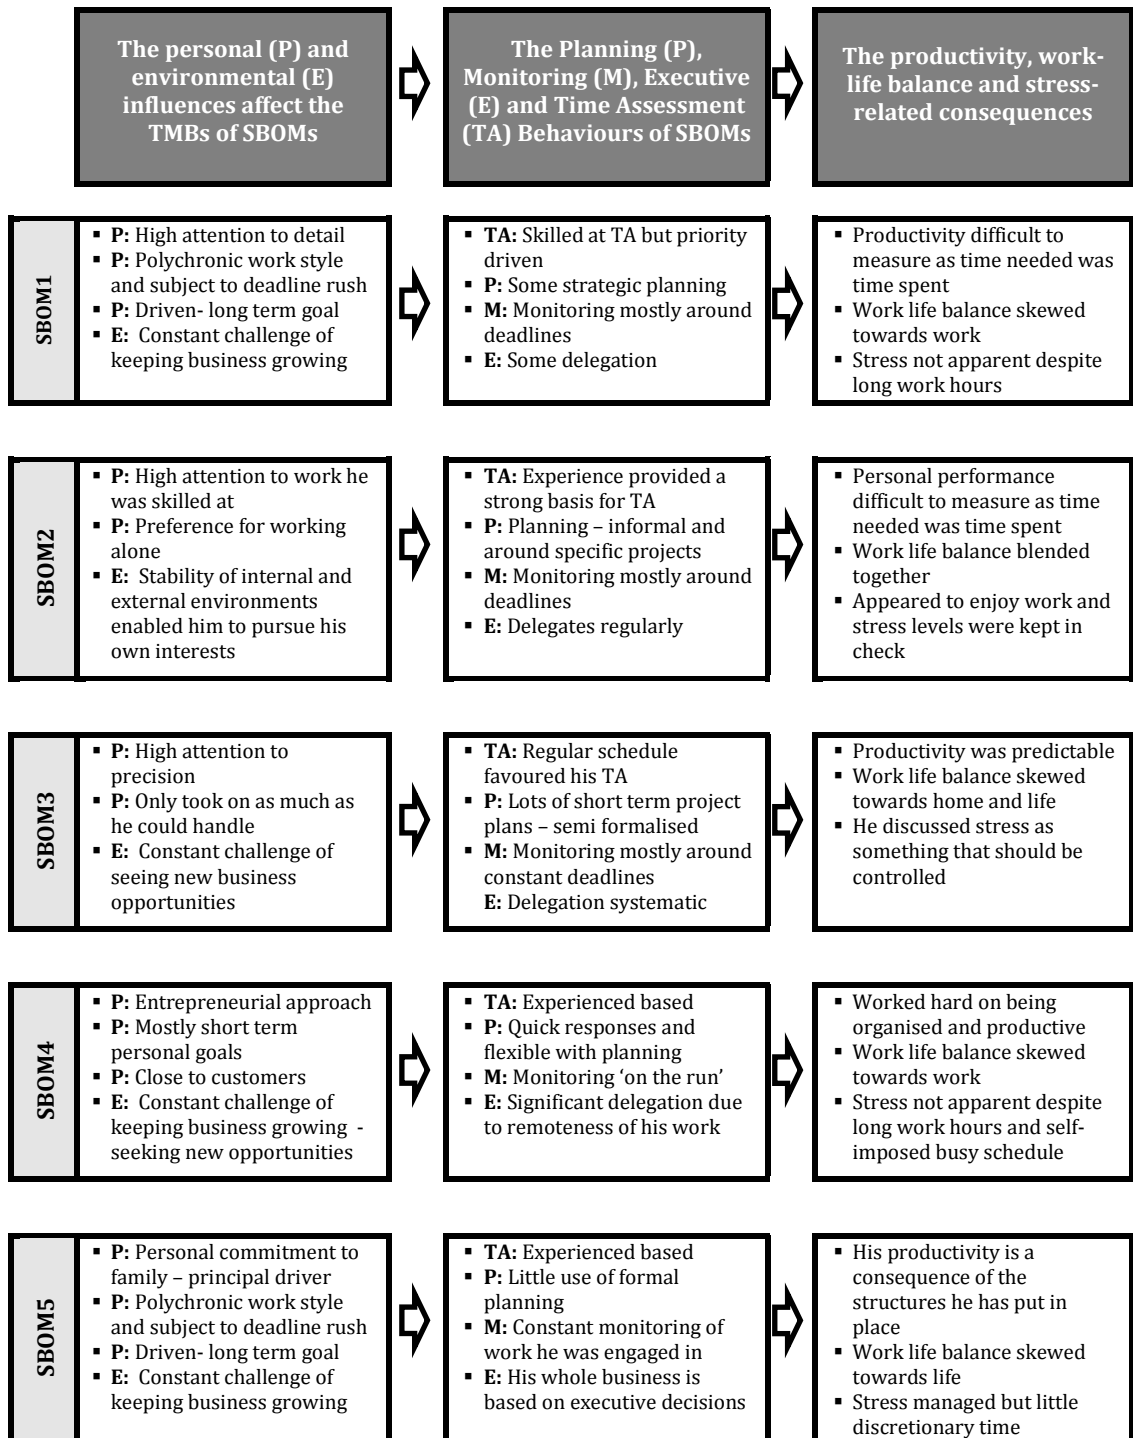 The personal (P) and
environmental (E)
influences affect the
TMBs of SBOMs
The Planning (P),
Monitoring (M), Executive
(E) and Time Assessment
(TA) Behaviours of SBOMs
The productivity, work-
life balance and stress-
related consequences
SBOM1
▪ P: High attention to detail
▪ P: Polychronic work style
and subject to deadline rush
▪ P: Driven- long term goal
▪ E: Constant challenge of
keeping business growing
▪ TA: Skilled at TA but priority
driven
▪ P: Some strategic planning
▪ M: Monitoring mostly around
deadlines
▪ E: Some delegation
▪ Productivity difficult to
measure as time needed was
time spent
▪ Work life balance skewed
towards work
▪ Stress not apparent despite
long work hours
SBOM2
▪ P: High attention to work he
was skilled at
▪ P: Preference for working
alone
▪ E: Stability of internal and
external environments
enabled him to pursue his
own interests
▪ TA: Experience provided a
strong basis for TA
▪ P: Planning – informal and
around specific projects
▪ M: Monitoring mostly around
deadlines
▪ E: Delegates regularly
▪ Personal performance
difficult to measure as time
needed was time spent
▪ Work life balance blended
together
▪ Appeared to enjoy work and
stress levels were kept in
check
SBOM3
▪ P: High attention to
precision
▪ P: Only took on as much as
he could handle
▪ E: Constant challenge of
seeing new business
opportunities
▪ TA: Regular schedule
favoured his TA
▪ P: Lots of short term project
plans – semi formalised
▪ M: Monitoring mostly around
constant deadlines
E: Delegation systematic
▪ Productivity was predictable
▪ Work life balance skewed
towards home and life
▪ He discussed stress as
something that should be
controlled
SBOM4
▪ P: Entrepreneurial approach
▪ P: Mostly short term
personal goals
▪ P: Close to customers
▪ E: Constant challenge of
keeping business growing -
seeking new opportunities
▪ TA: Experienced based
▪ P: Quick responses and
flexible with planning
▪ M: Monitoring ‘on the run’
▪ E: Significant delegation due
to remoteness of his work
▪ Worked hard on being
organised and productive
▪ Work life balance skewed
towards work
▪ Stress not apparent despite
long work hours and self-
imposed busy schedule
SBOM5
▪ P: Personal commitment to
family – principal driver
▪ P: Polychronic work style
and subject to deadline rush
▪ P: Driven- long term goal
▪ E: Constant challenge of
keeping business growing
▪ TA: Experienced based
▪ P: Little use of formal
planning
▪ M: Constant monitoring of
work he was engaged in
▪ E: His whole business is
based on executive decisions
▪ His productivity is a
consequence of the
structures he has put in
place
▪ Work life balance skewed
towards life
▪ Stress managed but little
discretionary time